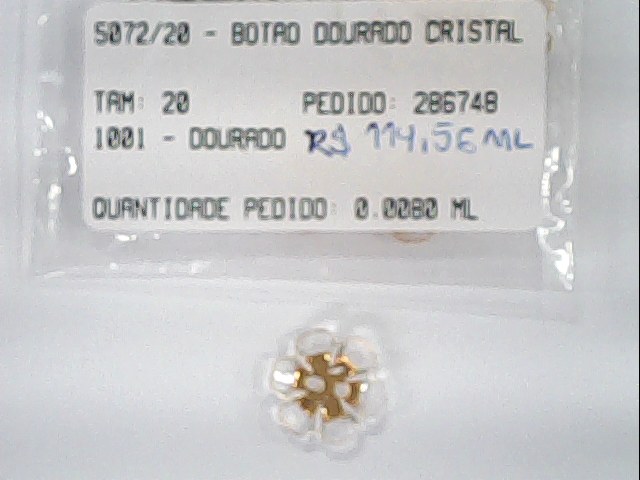 5072/20 - BOTAO DOURADO CRISTAL
TAM: 20 PEDIDO: 286748
1001 - DOURADO R$ 114,56 ML
QUANTIDADE PEDIDO: 0.0080 ML